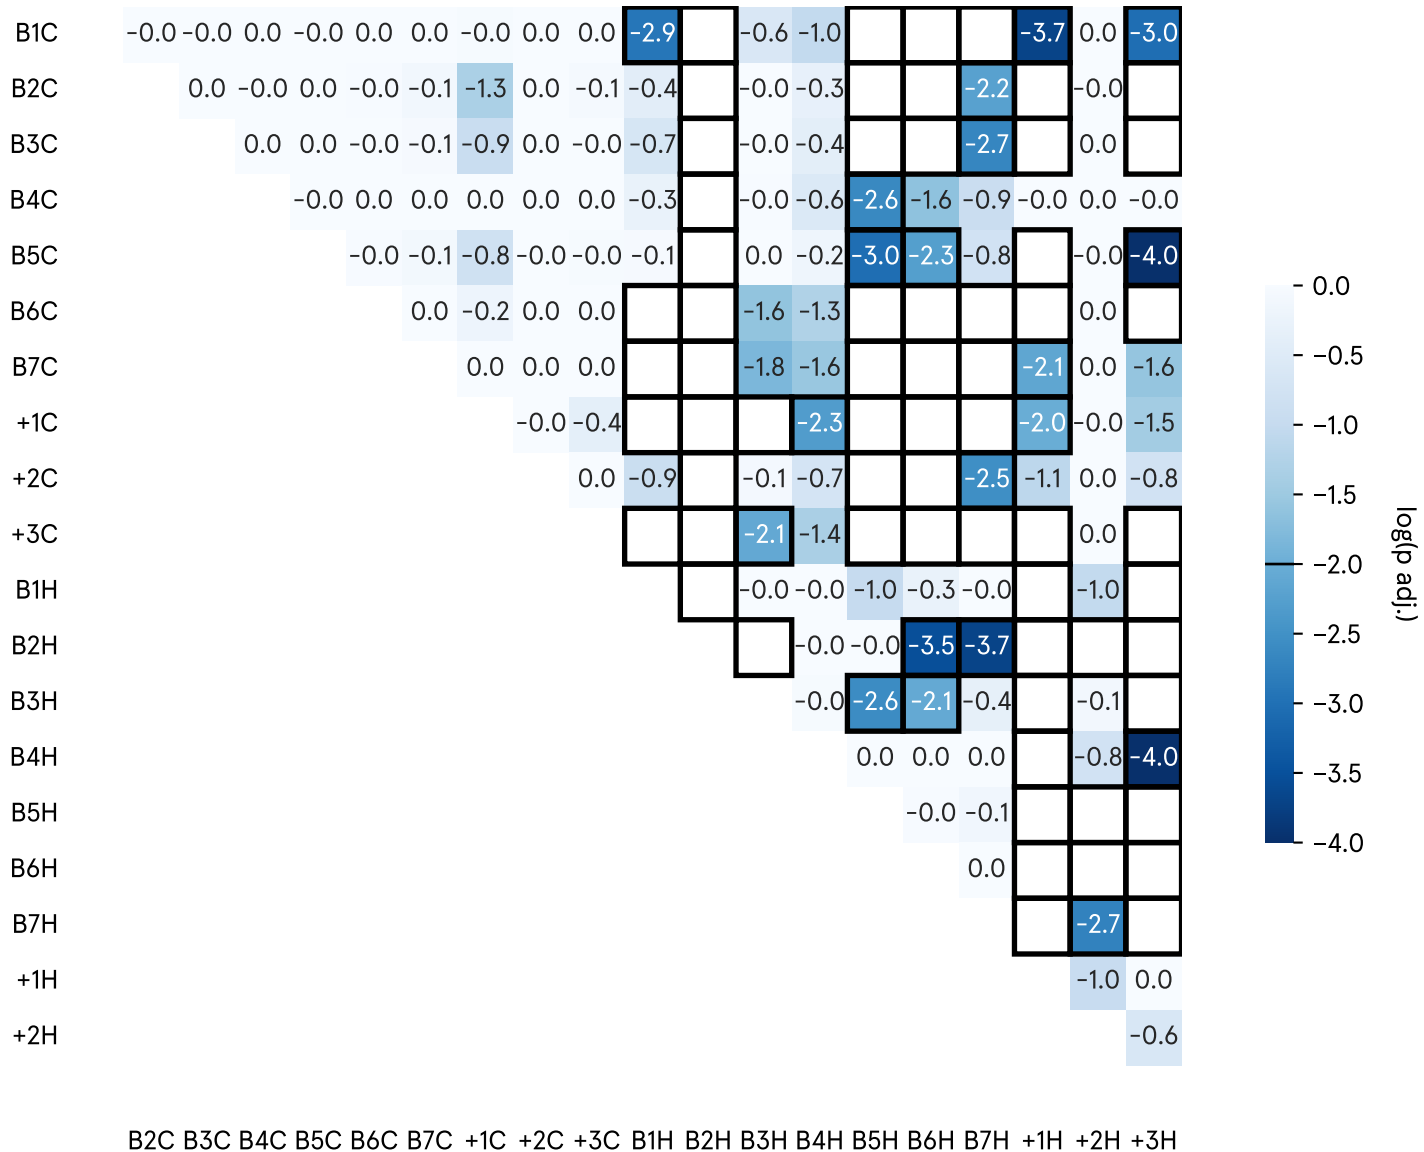 B1C −0.0 −0.0 0.0 −0.0 0.0 0.0 −0.0 0.0 0.0 −2.9 −0.6 −1.0 −3.7 0.0 −3.0
B2C 0.0 −0.0 0.0 −0.0 −0.1 −1.3 0.0 −0.1 −0.4 −0.0 −0.3 −2.2 −0.0
B3C 0.0 0.0 −0.0 −0.1 −0.9 0.0 −0.0 −0.7 −0.0 −0.4 −2.7 0.0
B4C −0.0 0.0 0.0 0.0 0.0 0.0 −0.3 −0.0 −0.6 −2.6 −1.6 −0.9 −0.0 0.0 −0.0
B5C −0.0 −0.1 −0.8 −0.0 −0.0 −0.1 0.0 −0.2 −3.0 −2.3 −0.8 −0.0 −4.0
B6C 0.0 −0.2 0.0 0.0 −1.6 −1.3 0.0
B7C 0.0 0.0 0.0 −1.8 −1.6 −2.1 0.0 −1.6
+1C −0.0 −0.4 −2.3 −2.0 −0.0 −1.5
+2C 0.0 −0.9 −0.1 −0.7 −2.5 −1.1 0.0 −0.8
+3C −2.1 −1.4 0.0
B1H −0.0 −0.0 −1.0 −0.3 −0.0 −1.0
B2H −0.0 −0.0 −3.5 −3.7
B3H −0.0 −2.6 −2.1 −0.4 −0.1
B4H 0.0 0.0 0.0 −0.8 −4.0
B5H −0.0 −0.1
B6H 0.0
B7H −2.7
+1H −1.0 0.0
+2H −0.6
B2C B3C B4C B5C B6C B7C +1C +2C +3C B1H B2H B3H B4H B5H B6H B7H +1H +2H +3H
0.0
−0.5
−1.0
−1.5
−2.0
−2.5
−3.0
−3.5
−4.0
log(p adj.)